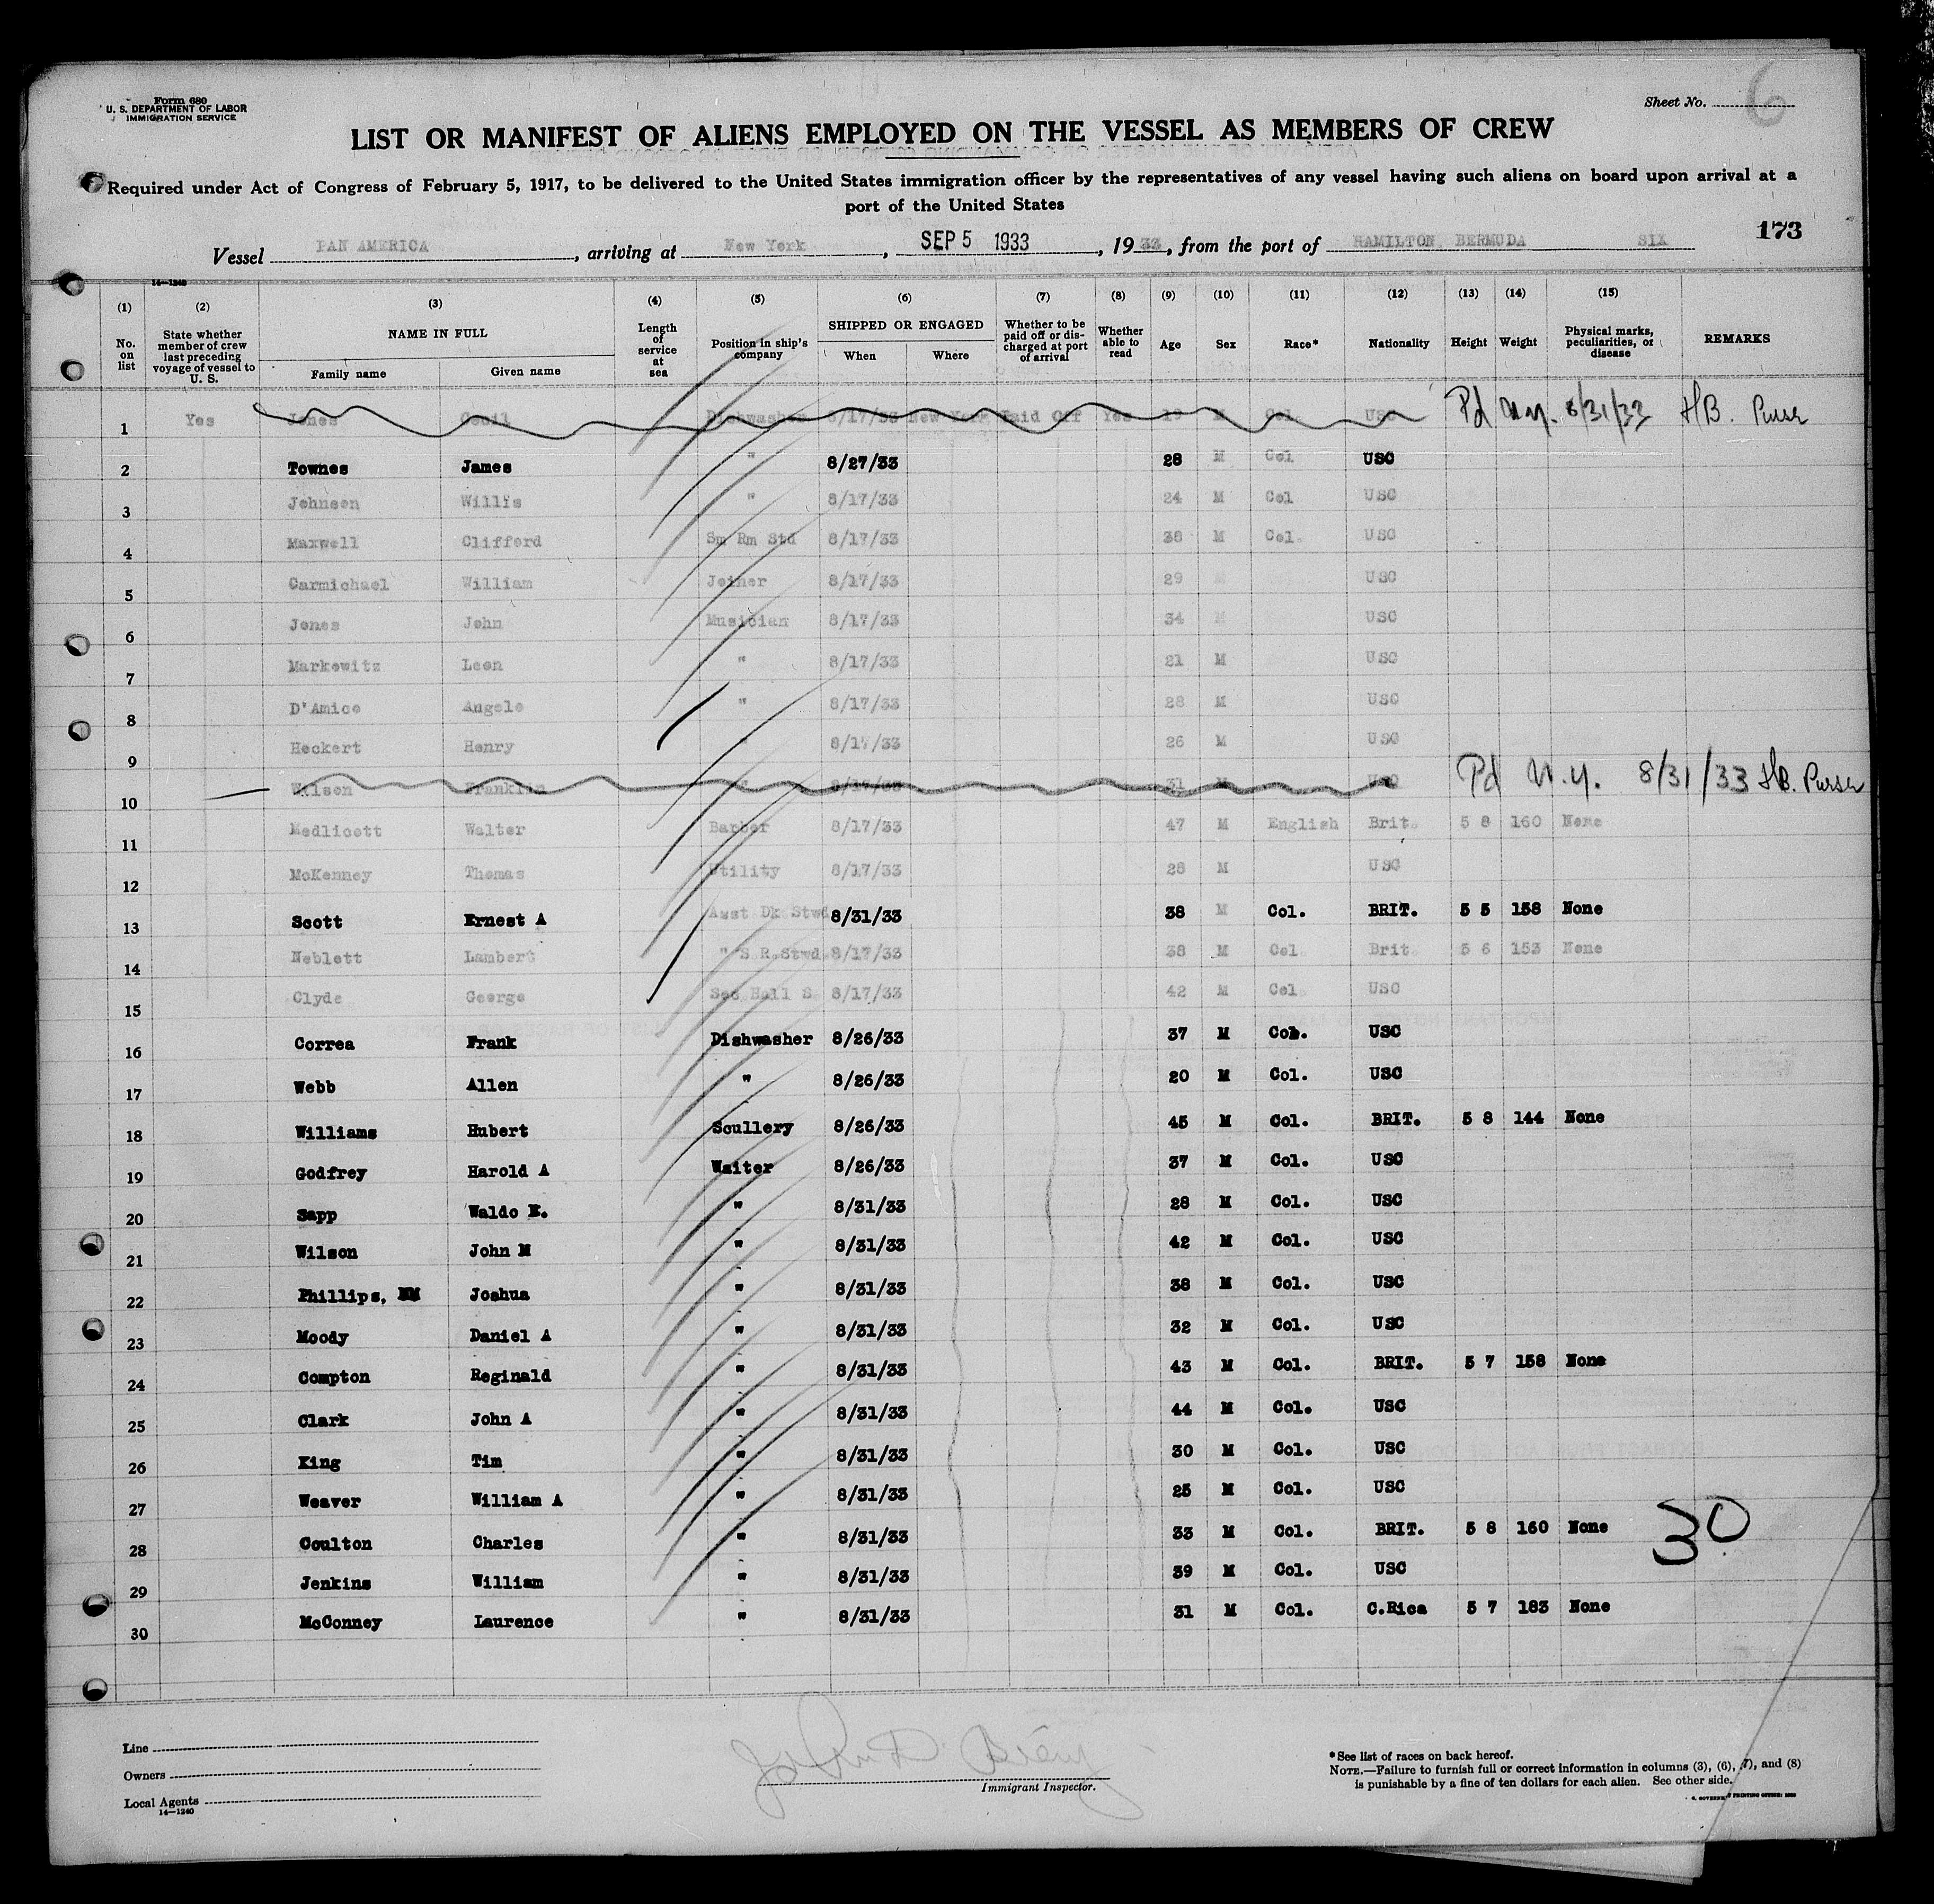 Form 680
U. S. DEPARTMENT OF LABOR
IMMIGRATION SERVICE
Sheet No. 6
LIST OR MANIFEST OF ALIENS EMPLOYED ON THE VESSEL AS MEMBERS OF CREW
Required under Act of Congress of February 5, 1917, to be delivered to the United States immigration officer by the representatives of any vessel having such aliens on board upon arrival at a
port of the United States
173
Vessel PAN AMERICA, arriving at New York, SEP 5 1933, 1933, from the port of HAMILTON, BERMUDA SIX
14-1240
(1) (2) (3) (4) (5) (6) (7) (8) (9) (10) (11) (12) (13) (14) (15)
No. on list State whether member of crew last preceding voyage of vessel to U. S. NAME IN FULL Family name Given name Length of service at sea Position in ship's company SHIPPED OR ENGAGED When Where Whether to be paid off or discharged at port of arrival Whether able to read Age Sex Race* Nationality Height Weight Physical marks, peculiarities, or disease REMARKS
1 Yes Jones Cecil Dishwasher 8/17/33 New York Paid Off Yes 19 M Col. USC Pd N.Y. 8/31/33 HB. Purser
2 Townes James " 8/27/33 28 M Col USC
3 Johnson Willis " 8/17/33 24 M Col USC
4 Maxwell Clifford Sm Rm Std 8/17/33 38 M Col. USC
5 Carmichael William Joiner 8/17/33 29 USC
6 Jones John Musician 8/17/33 34 M USC
7 Markowitz Leon " 8/17/33 21 M USC
8 D'Amico Angelo " 8/17/33 28 M USC
9 Heckert Henry " 8/17/33 26 M USC
10 Wilson Franklin " 8/17/33 31 M USC Pd N.Y. 8/31/33 HB. Purser
11 Medlicott Walter Barber 8/17/33 47 M English Brit. 5 8 160 None
12 McKenney Thomas Utility 8/17/33 28 M USC
13 Scott Ernest A Asst Dk Stwd 8/31/33 38 M Col. BRIT. 5 5 158 None
14 Neblett Lambert " S.R.Stwd. 8/17/33 38 M Col Brit. 5 6 153 None
15 Clyde George Soc Hall S. 8/17/33 42 M Col. USC
16 Correa Frank Dishwasher 8/26/33 37 M Col. USC
17 Webb Allen " 8/26/33 20 M Col. USC
18 Williams Hubert Scullery 8/26/33 45 M Col. BRIT. 5 8 144 None
19 Godfrey Harold A Waiter 8/26/33 37 M Col. USC
20 Sapp Waldo E. " 8/31/33 28 M Col. USC
21 Wilson John M " 8/31/33 42 M Col. USC
22 Phillips, Joshua " 8/31/33 38 M Col. USC
23 Moody Daniel A " 8/31/33 32 M Col. USC
24 Compton Reginald " 8/31/33 43 M Col. BRIT. 5 7 158 None
25 Clark John A " 8/31/33 44 M Col. USC
26 King Tim " 8/31/33 30 M Col. USC
27 Weaver William A " 8/31/33 25 M Col. USC
28 Coulton Charles " 8/31/33 33 M Col. BRIT. 5 8 160 None
30
29 Jenkins William " 8/31/33 39 M Col. USC
30 McConney Laurence " 8/31/33 31 M Col. C.Rica 5 7 183 None
Line
Owners
Local Agents
14-1240
Immigrant Inspector.
*See list of races on back hereof.
NOTE.—Failure to furnish full or correct information in columns (3), (6), (7), and (8)
is punishable by a fine of ten dollars for each alien. See other side.